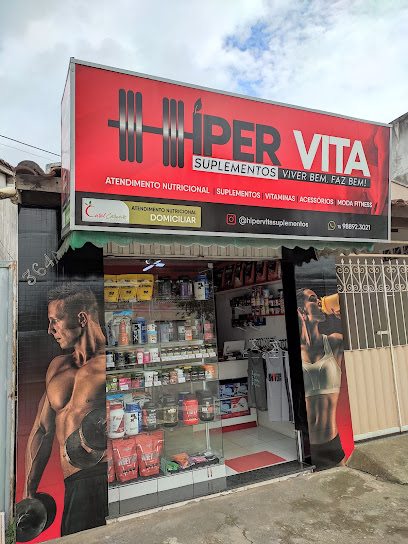 HÍPER VITA
SUPLEMENTOS VIVER BEM, FAZ BEM!
ATENDIMENTO NUTRICIONAL | SUPLEMENTOS | VITAMINAS | ACESSÓRIOS | MODA FITNESS
ATENDIMENTO NUTRICIONAL
DOMICILIAR
@hipervitasuplementos
98892.3021
364